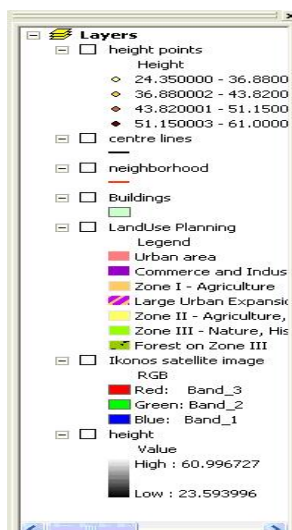 Layers
height points
Height
24.350000 - 36.8800
36.880002 - 43.8200
43.820001 - 51.1500
51.150003 - 61.0000
centre lines
neighborhood
Buildings
LandUse Planning
Legend
Urban area
Commerce and Indus
Zone I - Agriculture
Large Urban Expansi
Zone II - Agriculture,
Zone III - Nature, His
Forest on Zone III
Ikonos satellite image
RGB
Red: Band_3
Green: Band_2
Blue: Band_1
height
Value
High : 60.996727
Low : 23.593996